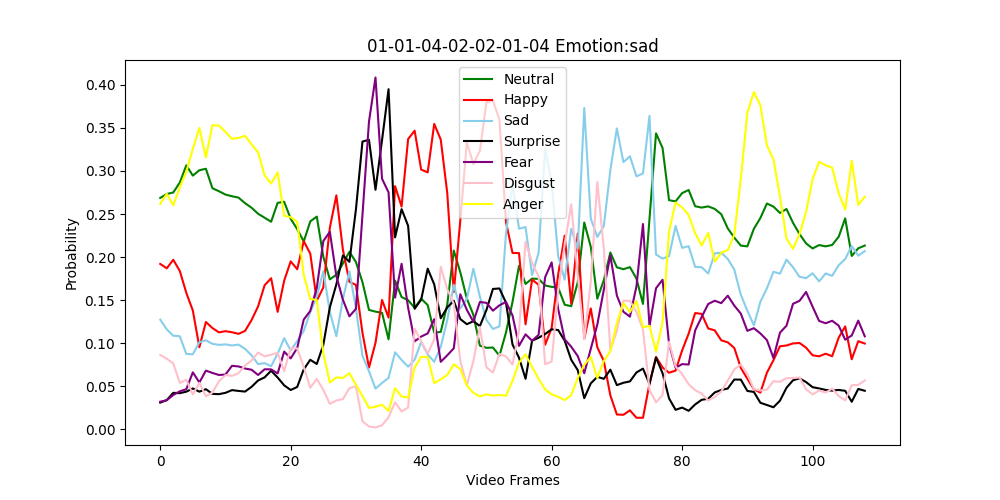 01-01-04-02-02-01-04 Emotion:sad
Neutral
Happy
Sad
Surprise
Fear
Disgust
Anger
0.40
0.35
0.30
0.25
0.20
0.15
0.10
0.05
0.00
Probability
0 20 40 60 80 100
Video Frames